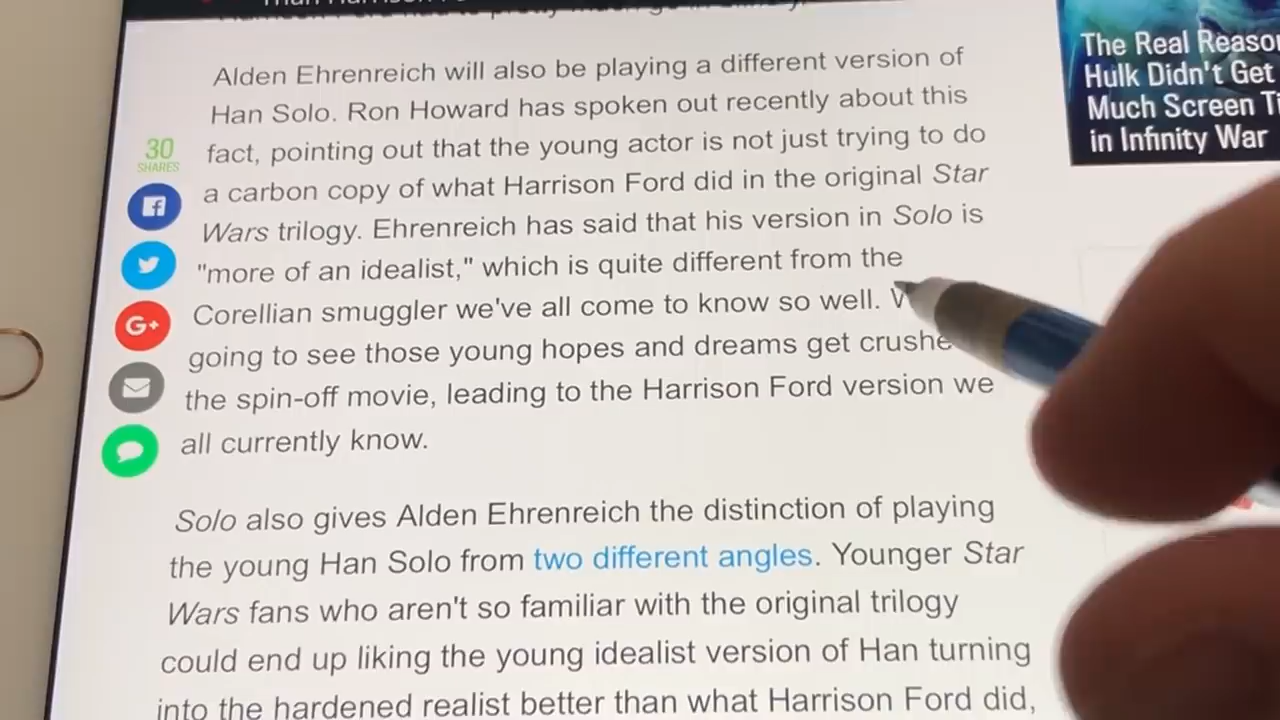 Alden Ehrenreich will also be playing a different version of
Han Solo. Ron Howard has spoken out recently about this
fact, pointing out that the young actor is not just trying to do
a carbon copy of what Harrison Ford did in the original Star
Wars trilogy. Ehrenreich has said that his version in Solo is
"more of an idealist," which is quite different from the
Corellian smuggler we've all come to know so well.
going to see those young hopes and dreams get
the spin-off movie, leading to the Harrison Ford version we
all currently know.
Solo also gives Alden Ehrenreich the distinction of playing
the young Han Solo from two different angles. Younger Star
Wars fans who aren't so familiar with the original trilogy
could end up liking the young idealist version of Han turning
into the hardened realist better than what Harrison Ford did,
30
SHARES
G+
The Real
Hulk Didn't Get
Much Screen
in Infinity War